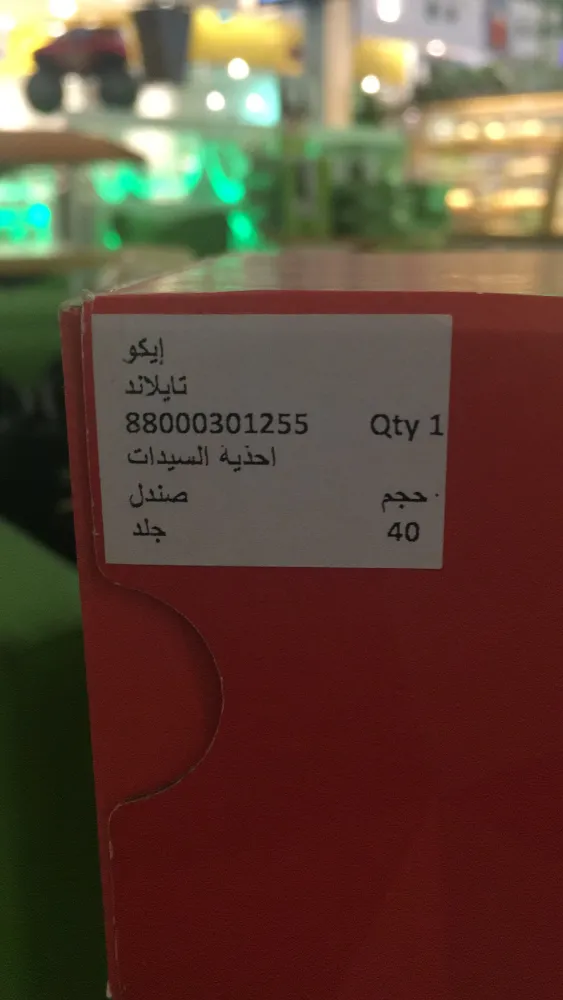 إيكو
تايلاند
88000301255 Qty 1
احذية السيدات
صندل حجم
جلد 40